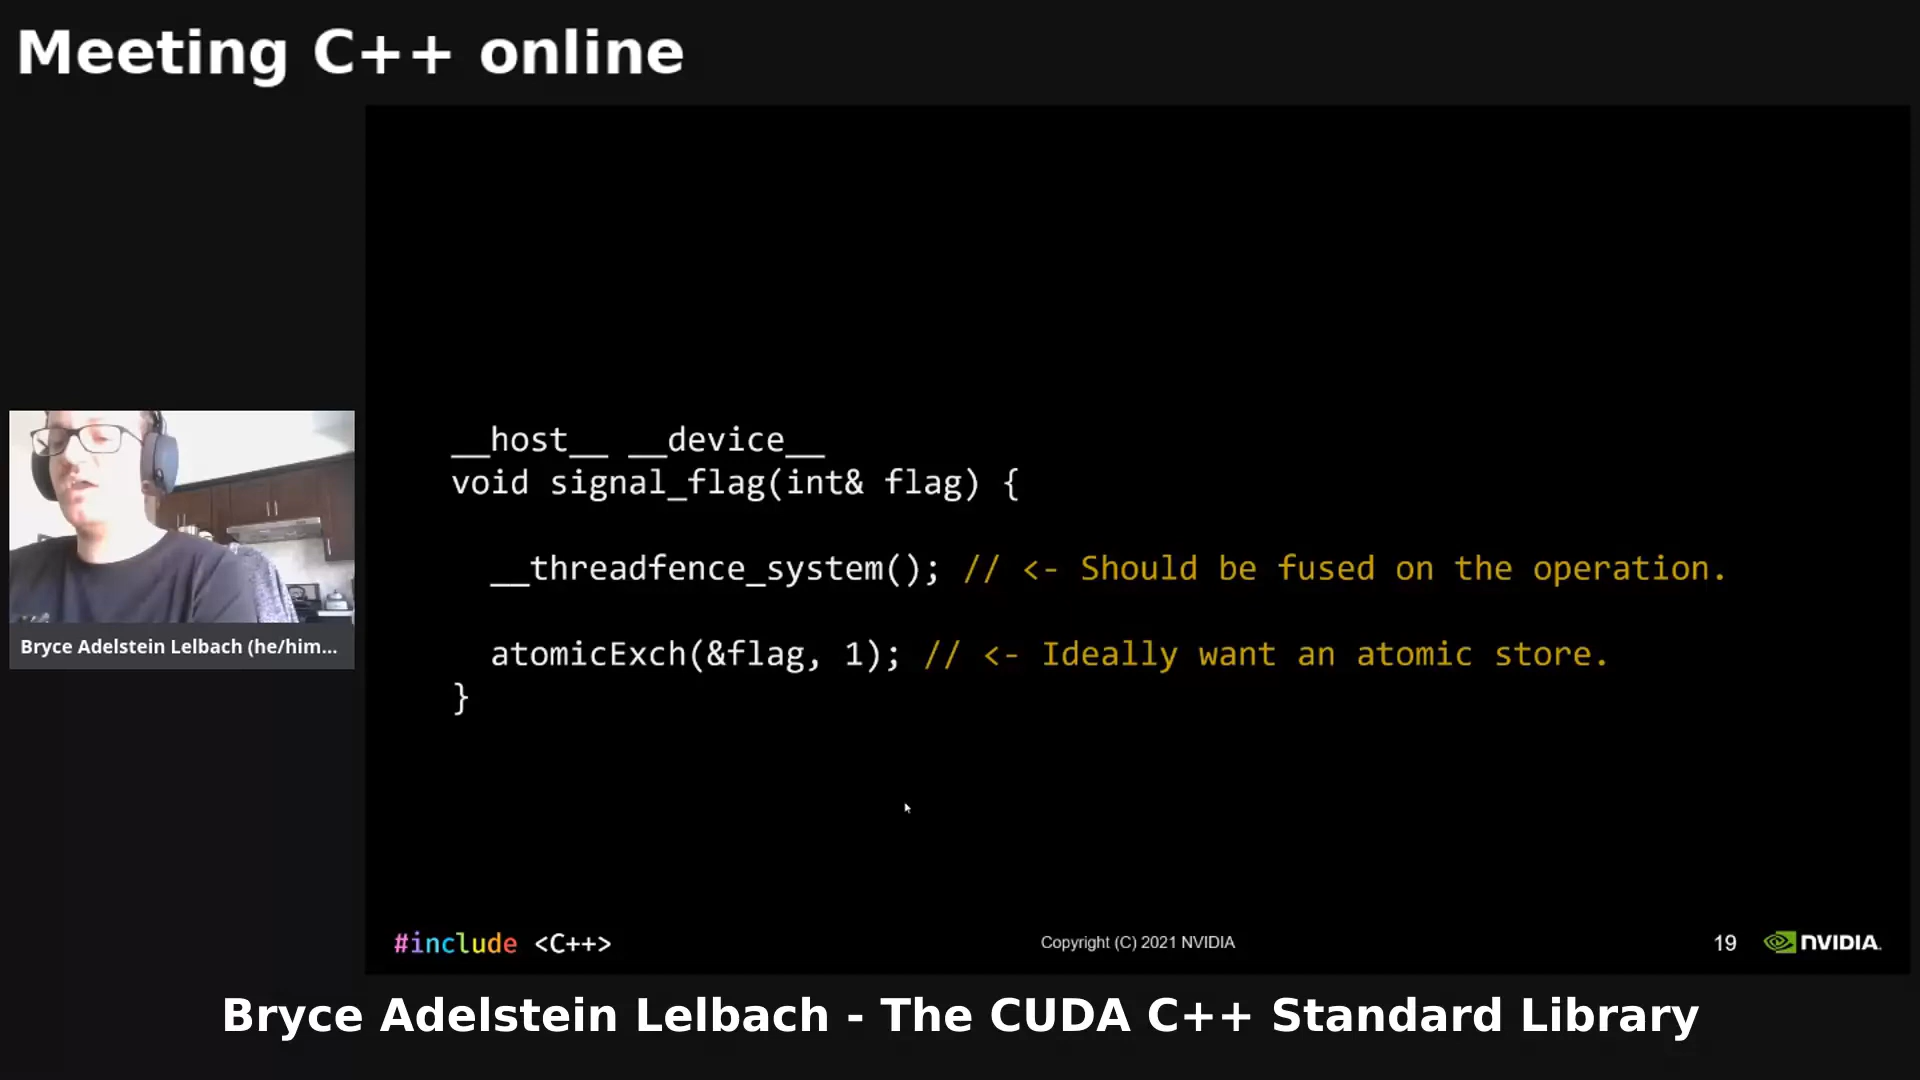 Meeting C++ online
__host__ __device__
void signal_flag(int& flag) {
__threadfence_system(); // <- Should be fused on the operation.
atomicExch(&flag, 1); // <- Ideally want an atomic store.
}
Bryce Adelstein Lelbach (he/him...
#include <C++>
Copyright (C) 2021 NVIDIA
19
NVIDIA.
Bryce Adelstein Lelbach - The CUDA C++ Standard Library